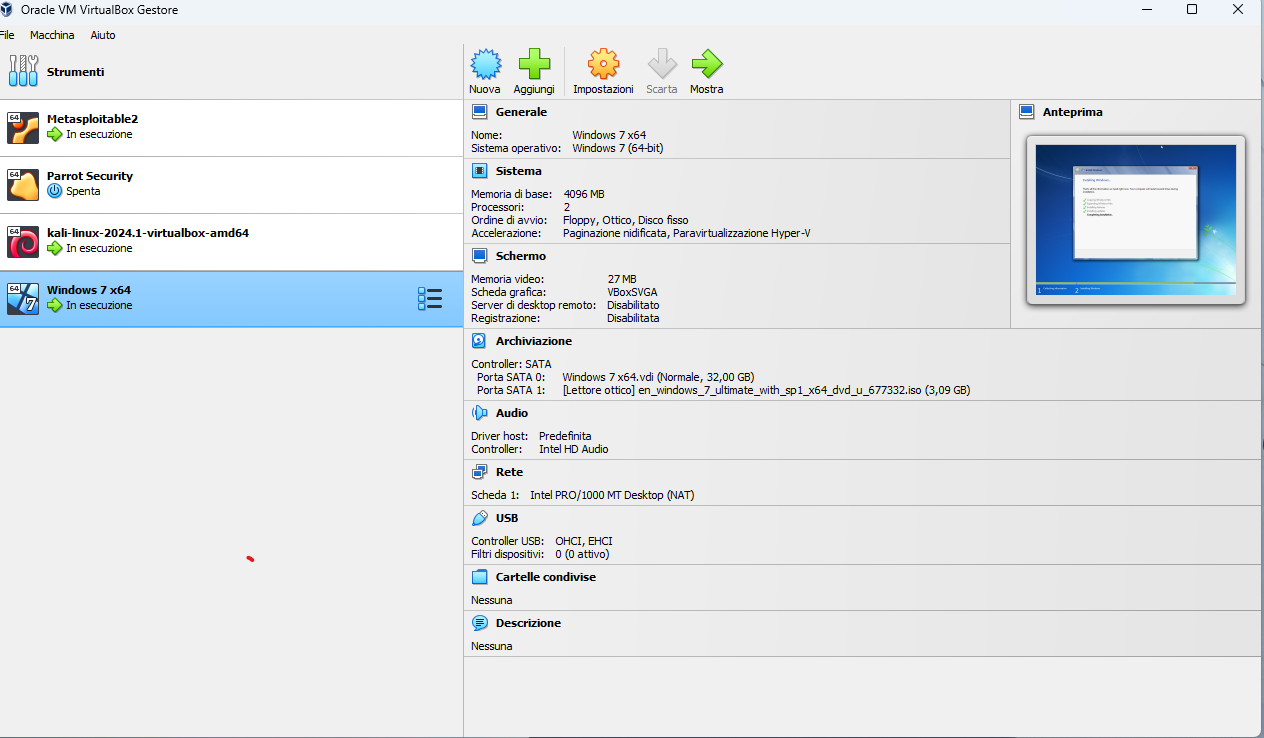 Oracle VM VirtualBox Gestore
File Macchina Aiuto
Strumenti
Nuova Aggiungi Impostazioni Scarta Mostra
64 Metasploitable2
In esecuzione
64 Parrot Security
Spenta
64 kali-linux-2024.1-virtualbox-amd64
In esecuzione
64 Windows 7 x64
7 In esecuzione
Generale
Nome: Windows 7 x64
Sistema operativo: Windows 7 (64-bit)
Sistema
Memoria di base: 4096 MB
Processori: 2
Ordine di avvio: Floppy, Ottico, Disco fisso
Accelerazione: Paginazione nidificata, Paravirtualizzazione Hyper-V
Schermo
Memoria video: 27 MB
Scheda grafica: VBoxSVGA
Server di desktop remoto: Disabilitato
Registrazione: Disabilitata
Archiviazione
Controller: SATA
Porta SATA 0: Windows 7 x64.vdi (Normale, 32,00 GB)
Porta SATA 1: [Lettore ottico] en_windows_7_ultimate_with_sp1_x64_dvd_u_677332.iso (3,09 GB)
Audio
Driver host: Predefinita
Controller: Intel HD Audio
Rete
Scheda 1: Intel PRO/1000 MT Desktop (NAT)
USB
Controller USB: OHCI, EHCI
Filtri dispositivi: 0 (0 attivo)
Cartelle condivise
Nessuna
Descrizione
Nessuna
Anteprima
Installing Windows...
1 2 Installing Windows